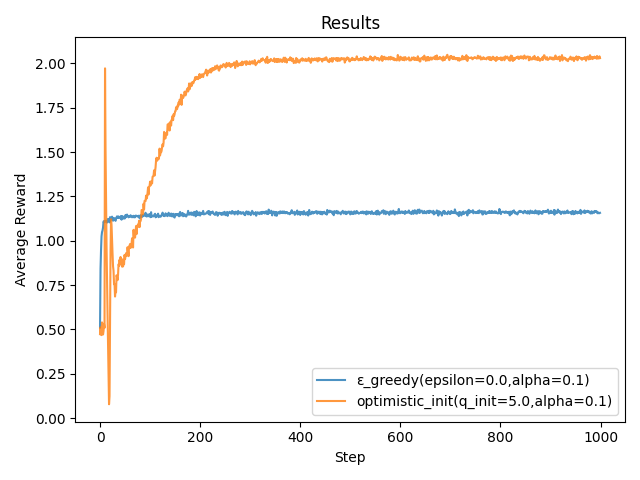 Results
Average Reward
2.00
1.75
1.50
1.25
1.00
0.75
0.50
0.25
0.00
ε_greedy(epsilon=0.0,alpha=0.1)
optimistic_init(q_init=5.0,alpha=0.1)
0 200 400 600 800 1000
Step